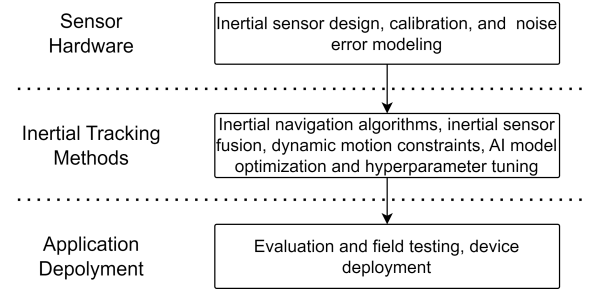 Sensor
Hardware
Inertial sensor design, calibration, and noise
error modeling
Inertial Tracking
Methods
Inertial navigation algorithms, inertial sensor
fusion, dynamic motion constraints, AI model
optimization and hyperparameter tuning
Application
Depolyment
Evaluation and field testing, device
deployment